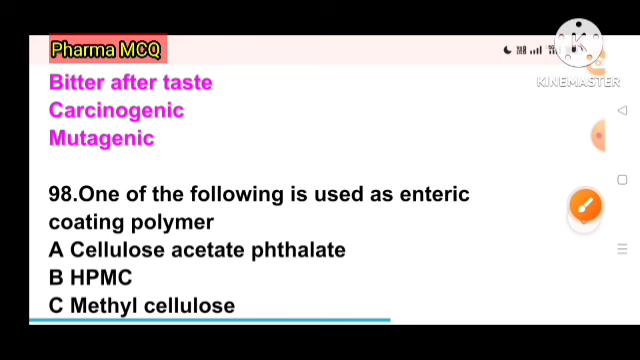 Pharma MCQ
KINEMASTER
Bitter after taste
Carcinogenic
Mutagenic
98.One of the following is used as enteric
coating polymer
A Cellulose acetate phthalate
B HPMC
C Methyl cellulose